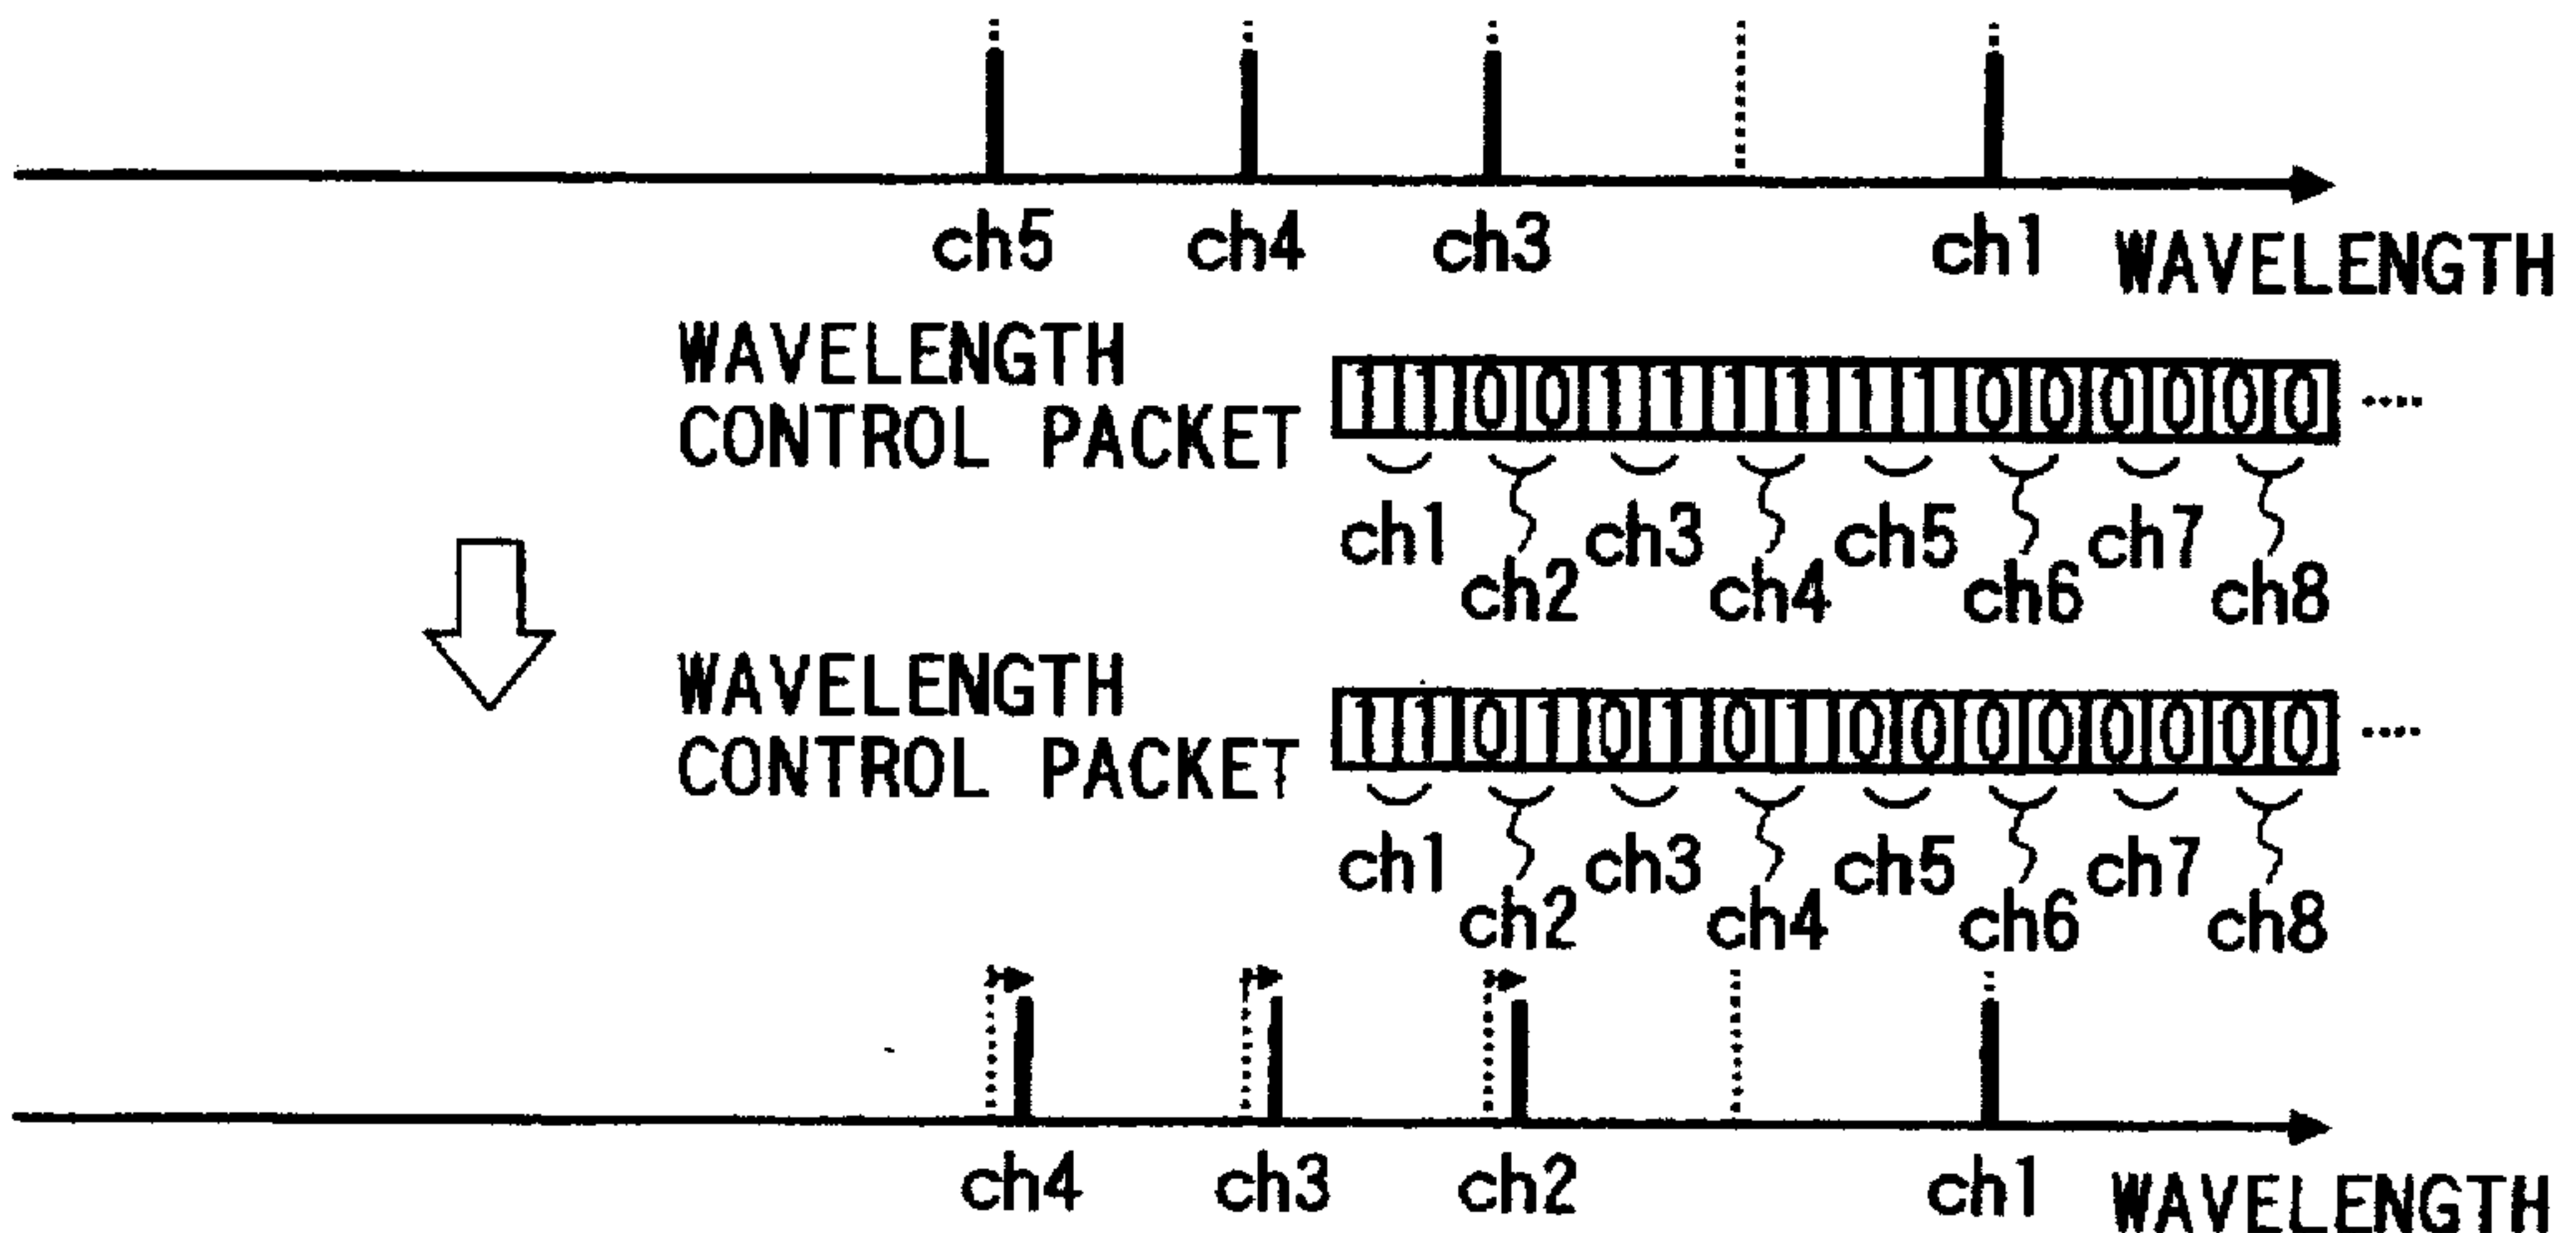 ch5 ch4 ch3 ch1 WAVELENGTH
WAVELENGTH
CONTROL PACKET 1 1 0 0 1 1 1 1 1 1 0 0 0 0 0 0 ....
ch1 ch3 ch5 ch7
ch2 ch4 ch6 ch8
WAVELENGTH
CONTROL PACKET 1 1 0 1 0 1 0 1 0 0 0 0 0 0 0 0 ....
ch1 ch3 ch5 ch7
ch2 ch4 ch6 ch8
ch4 ch3 ch2 ch1 WAVELENGTH